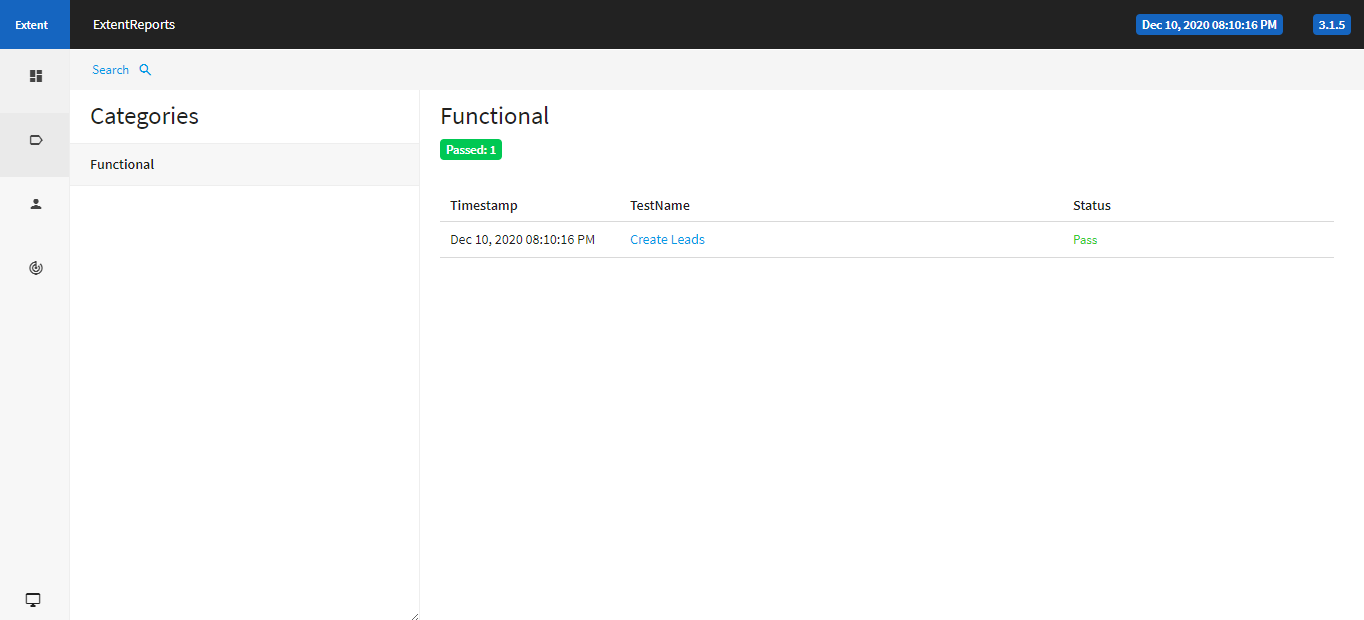 Extent
ExtentReports
Dec 10, 2020 08:10:16 PM
3.1.5
Search
Categories
Functional
Functional
Passed: 1
Timestamp TestName Status
Dec 10, 2020 08:10:16 PM Create Leads Pass